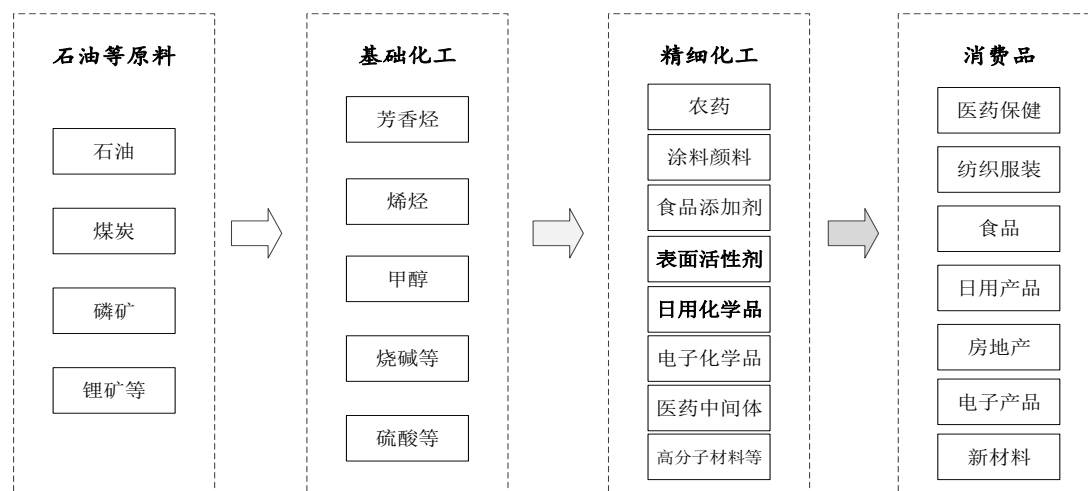 石油等原料
石油
煤炭
磷矿
锂矿等
基础化工
芳香烃
烯烃
甲醇
烧碱等
硫酸等
精细化工
农药
涂料颜料
食品添加剂
表面活性剂
日用化学品
电子化学品
医药中间体
高分子材料等
消费品
医药保健
纺织服装
食品
日用产品
房地产
电子产品
新材料